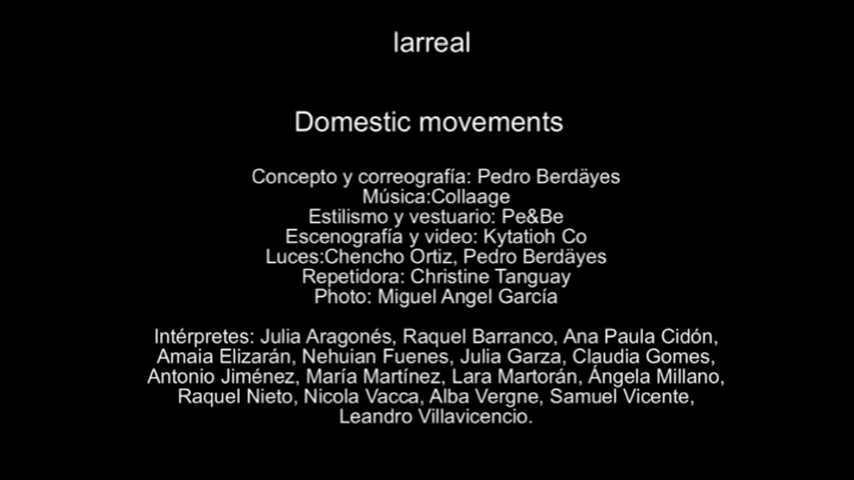 larreal
Domestic movements
Concepto y correografía: Pedro Berdäyes
Música:Collaage
Estilismo y vestuario: Pe&Be
Escenografía y video: Kytatioh Co
Luces:Chencho Ortiz, Pedro Berdäyes
Repetidora: Christine Tanguay
Photo: Miguel Angel García
Intérpretes: Julia Aragonés, Raquel Barranco, Ana Paula Cidón,
Amaia Elizarán, Nehuian Fuenes, Julia Garza, Claudia Gomes,
Antonio Jiménez, María Martínez, Lara Martorán, Ángela Millano,
Raquel Nieto, Nicola Vacca, Alba Vergne, Samuel Vicente,
Leandro Villavicencio.